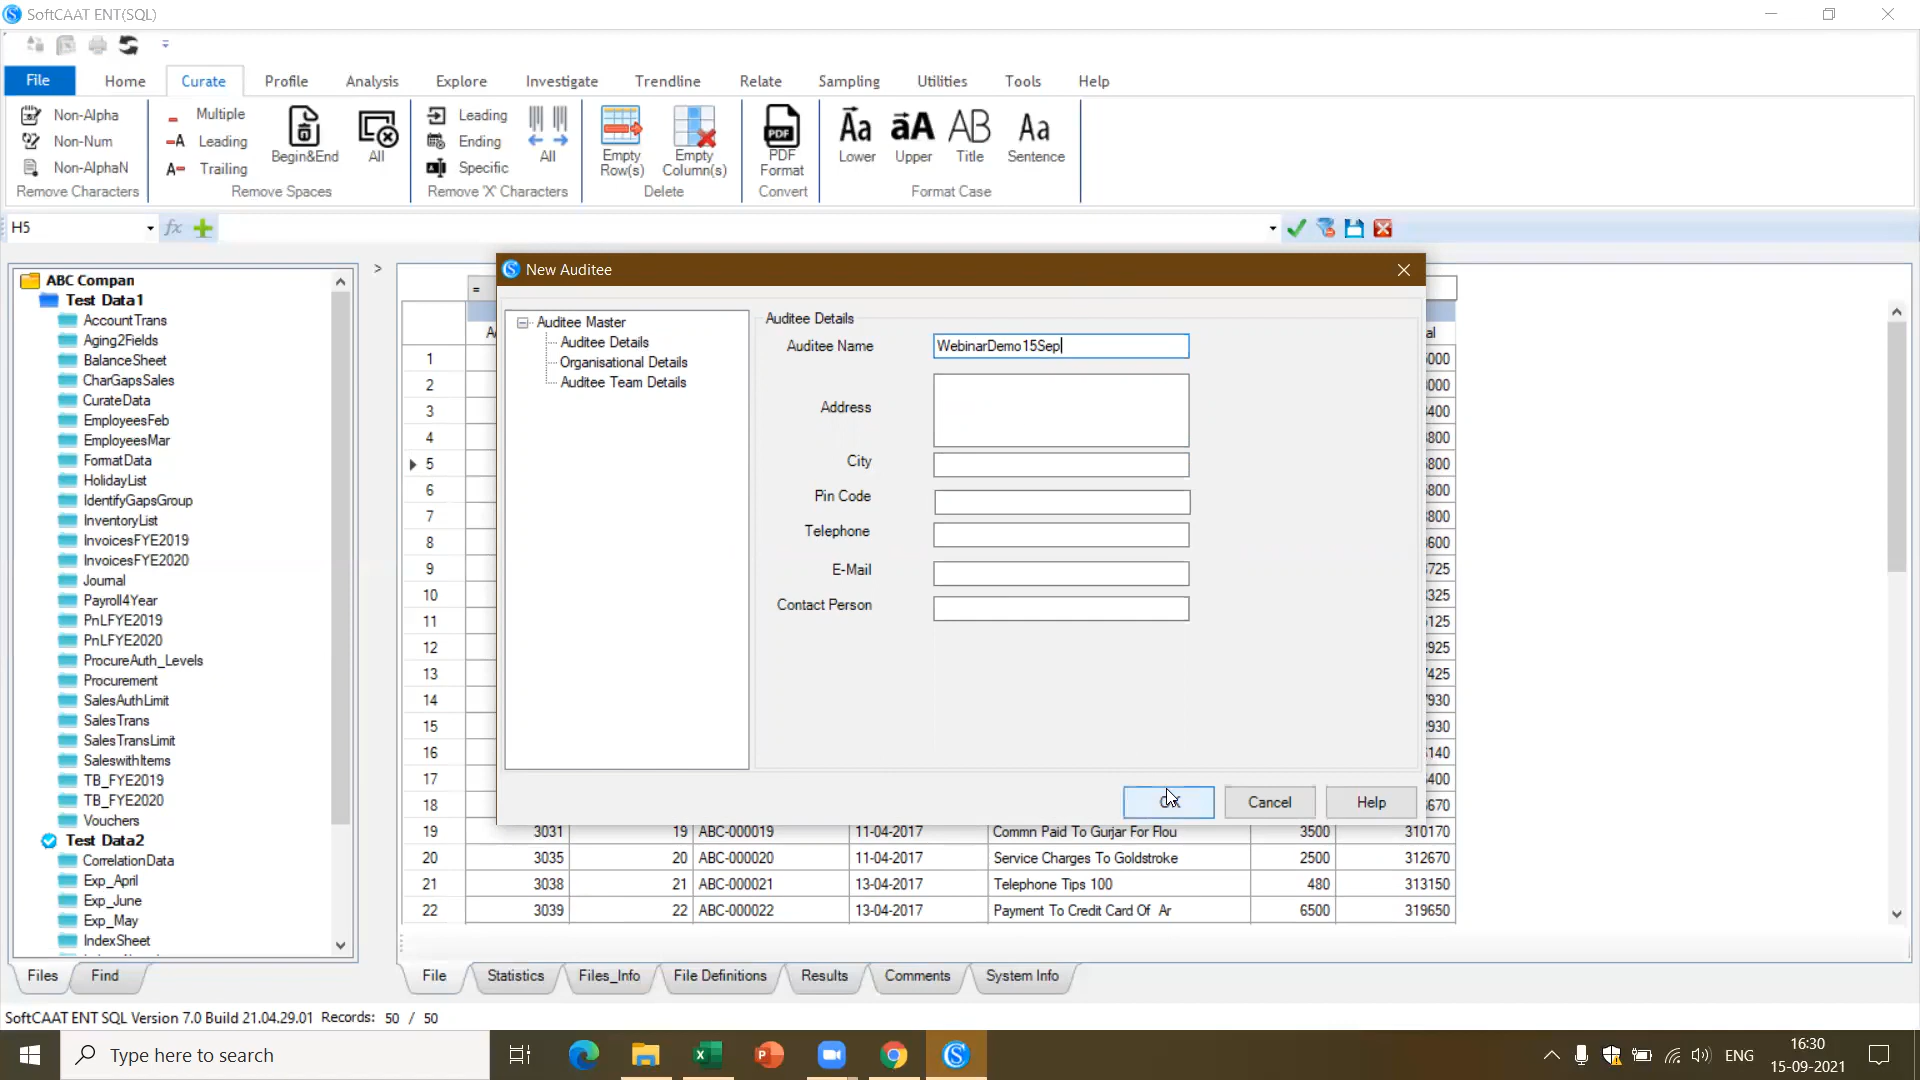 SoftCAAT ENT(SQL)
File Home Curate Profile Analysis Explore Investigate Trendline Relate Sampling Utilities Tools Help
Non-Alpha
Non-Num
Non-AlphaN
Remove Characters
Multiple
Leading
Trailing
Begin&End
All
Remove Spaces
Leading
Ending
Specific
All
Remove 'X' Characters
Empty Row(s)
Empty Column(s)
Delete
PDF Format
Convert
Lower
Upper
Title
Sentence
Format Case
H5
ABC Compan
Test Data1
AccountTrans
Aging2Fields
BalanceSheet
CharGapsSales
CurateData
EmployeesFeb
EmployeesMar
FormatData
HolidayList
IdentifyGapsGroup
InventoryList
InvoicesFYE2019
InvoicesFYE2020
Journal
Payroll4Year
PnLFYE2019
PnLFYE2020
ProcureAuth_Levels
Procurement
SalesAuthLimit
SalesTrans
SalesTransLimit
SaleswithItems
TB_FYE2019
TB_FYE2020
Vouchers
Test Data2
CorrelationData
Exp_April
Exp_June
Exp_May
IndexSheet
Files Find
New Auditee
Auditee Master
Auditee Details
Organisational Details
Auditee Team Details
Auditee Details
Auditee Name WebinarDemo15Sep
Address
City
Pin Code
Telephone
E-Mail
Contact Person
OK Cancel Help
1
2
3
4
5
6
7
8
9
10
11
12
13
14
15
16
17
18
19 3031 19 ABC-000019 11-04-2017 Commn Paid To Gurjar For Flou 3500 310170
20 3035 20 ABC-000020 11-04-2017 Service Charges To Goldstroke 2500 312670
21 3038 21 ABC-000021 13-04-2017 Telephone Tips 100 480 313150
22 3039 22 ABC-000022 13-04-2017 Payment To Credit Card Of Ar 6500 319650
File Statistics Files_Info File Definitions Results Comments System Info
SoftCAAT ENT SQL Version 7.0 Build 21.04.29.01 Records: 50 / 50
Type here to search
ENG
16:30
15-09-2021